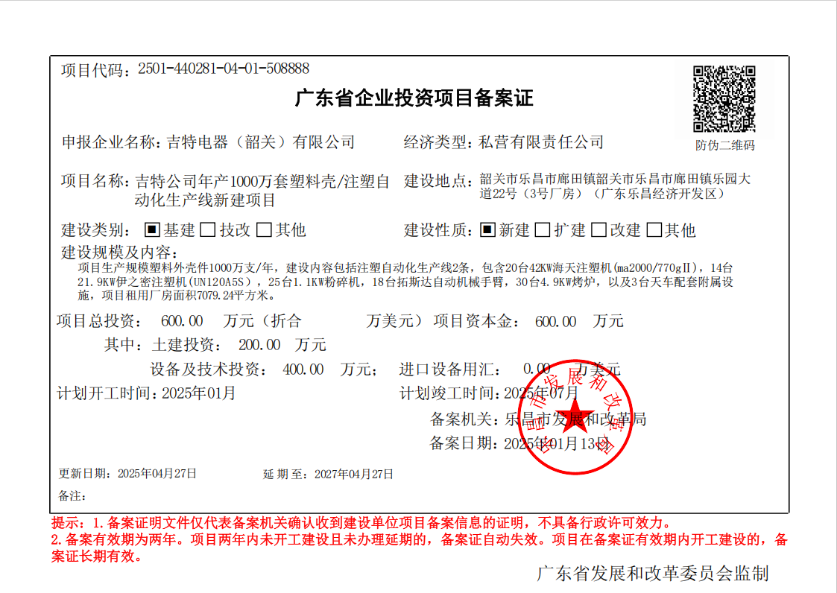 项目代码：2501-440281-04-01-508888
广东省企业投资项目备案证
防伪二维码
申报企业名称：吉特电器（韶关）有限公司 经济类型：私营有限责任公司
项目名称：吉特公司年产1000万套塑料壳/注塑自动化生产线新建项目
建设地点：韶关市乐昌市廊田镇韶关市乐昌市廊田镇乐园大道22号（3号厂房）（广东乐昌经济开发区）
建设类别：▣基建□技改□其他 建设性质：▣新建□扩建□改建□其他
建设规模及内容：
项目生产规模塑料外壳件1000万支/年，建设内容包括注塑自动化生产线2条，包含20台42KW海天注塑机(ma2000/770gⅡ)，14台
21.9KW伊之密注塑机(UN120A5S），25台1.1KW粉碎机，18台拓斯达自动机械手臂，30台4.9KW烤炉，以及3台天车配套附属设
施，项目租用厂房面积7079.24平方米。
项目总投资： 600.00 万元（折合 万美元）项目资本金： 600.00 万元
其中：土建投资： 200.00 万元
设备及技术投资： 400.00 万元； 进口设备用汇： 0.00 万美元
计划开工时间：2025年01月 计划竣工时间：2025年07月
备案机关：乐昌市发展和改革局
备案日期：2025年01月13日
乐昌市发展和改革局
更新日期：2025年04月27日 延期至：2027年04月27日
备注：
提示：1.备案证明文件仅代表备案机关确认收到建设单位项目备案信息的证明，不具备行政许可效力。
2.备案有效期为两年。项目两年内未开工建设且未办理延期的，备案证自动失效。项目在备案证有效期内开工建设的，备
案证长期有效。
广东省发展和改革委员会监制